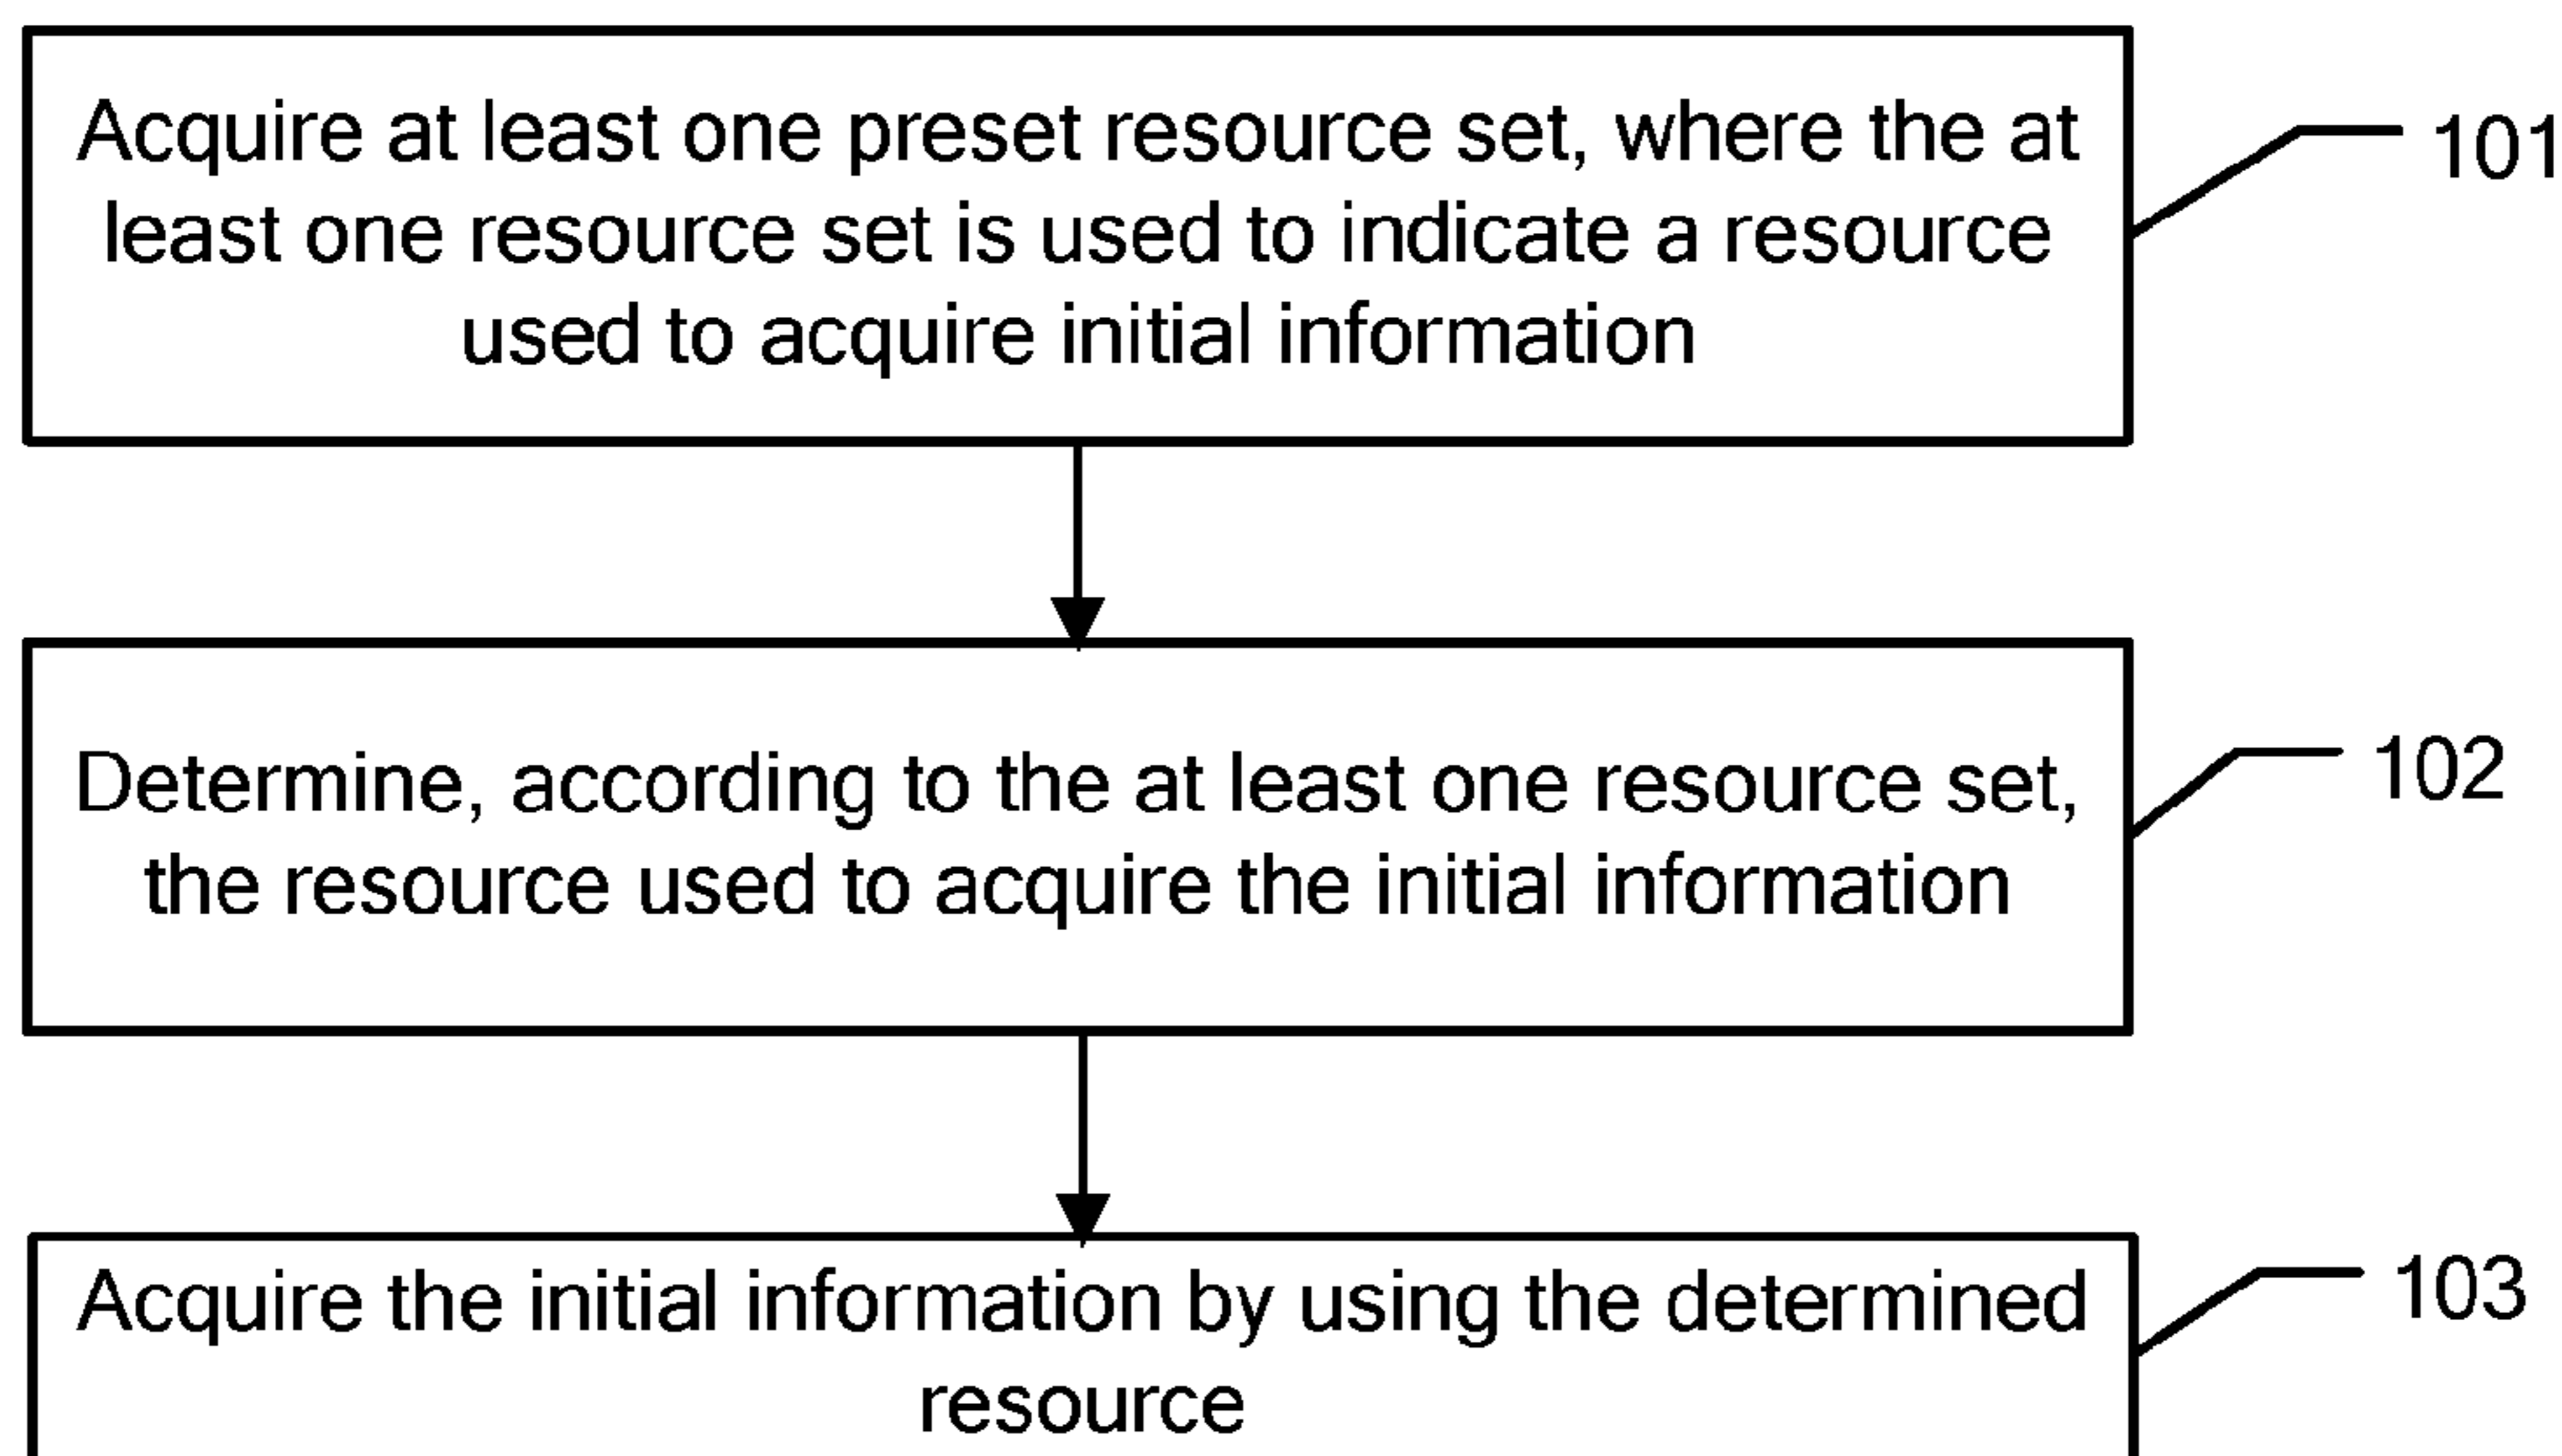 Acquire at least one preset resource set, where the at
least one resource set is used to indicate a resource
used to acquire initial information
101
Determine, according to the at least one resource set,
the resource used to acquire the initial information
102
Acquire the initial information by using the determined
resource
103